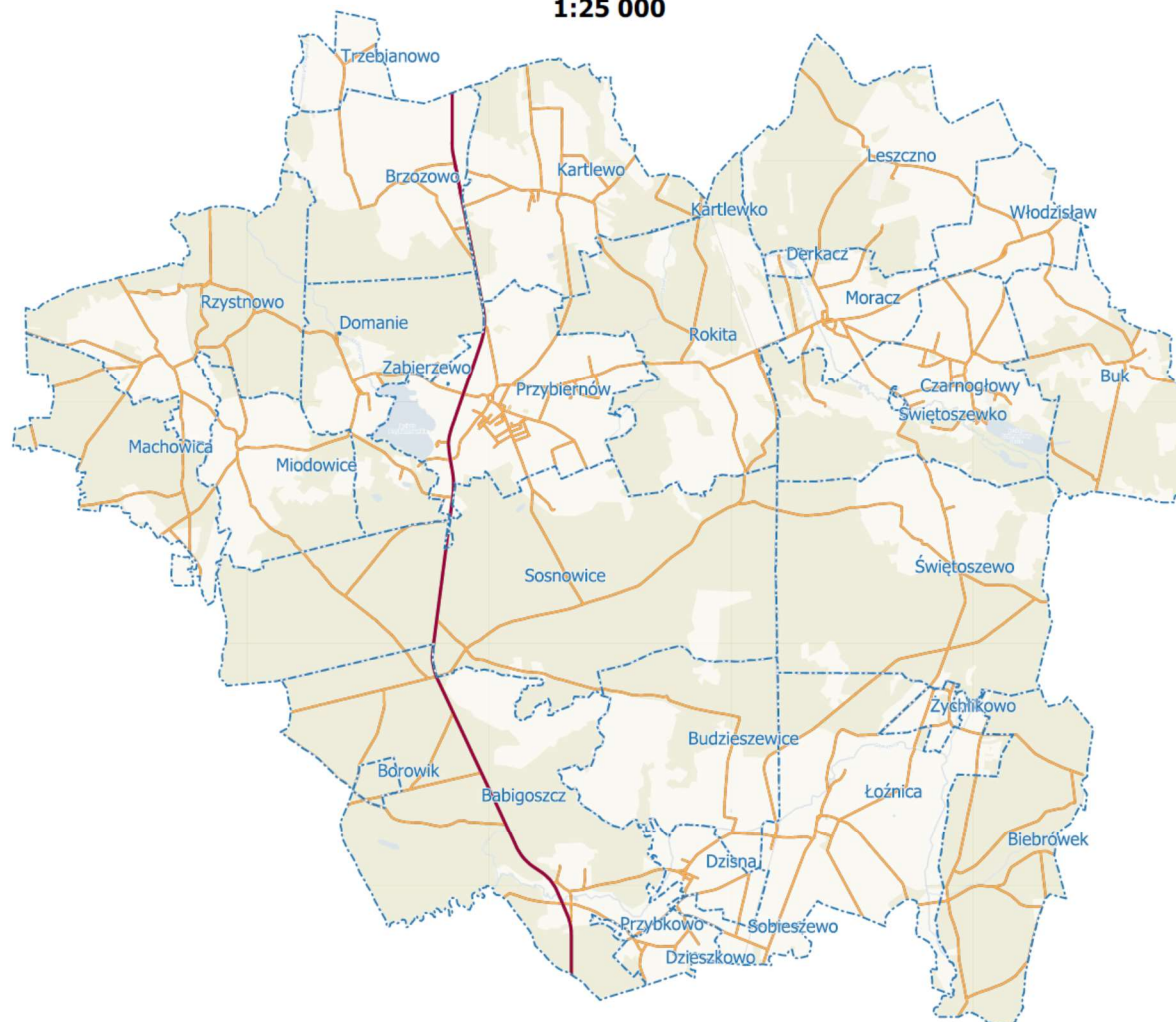 1:25 000
Trzebianowo
Leszczno
Kartlewo
Brzozowo
Kartlewko
Włodzisław
Derkacz
Rzystnowo
Moracz
Domanie
Rokita
Zabierzewo
Buk
Przybiernów
Czarnogłowy
Świętoszewko
Machowica
Miodowice
Sosnowice
Świętoszewo
Żychlikowo
Budzieszewice
Borowik
Babigoszcz
Łoźnica
Biebrówek
Dzisna
Przybkowo
Sobieszewo
Dzieszkowo